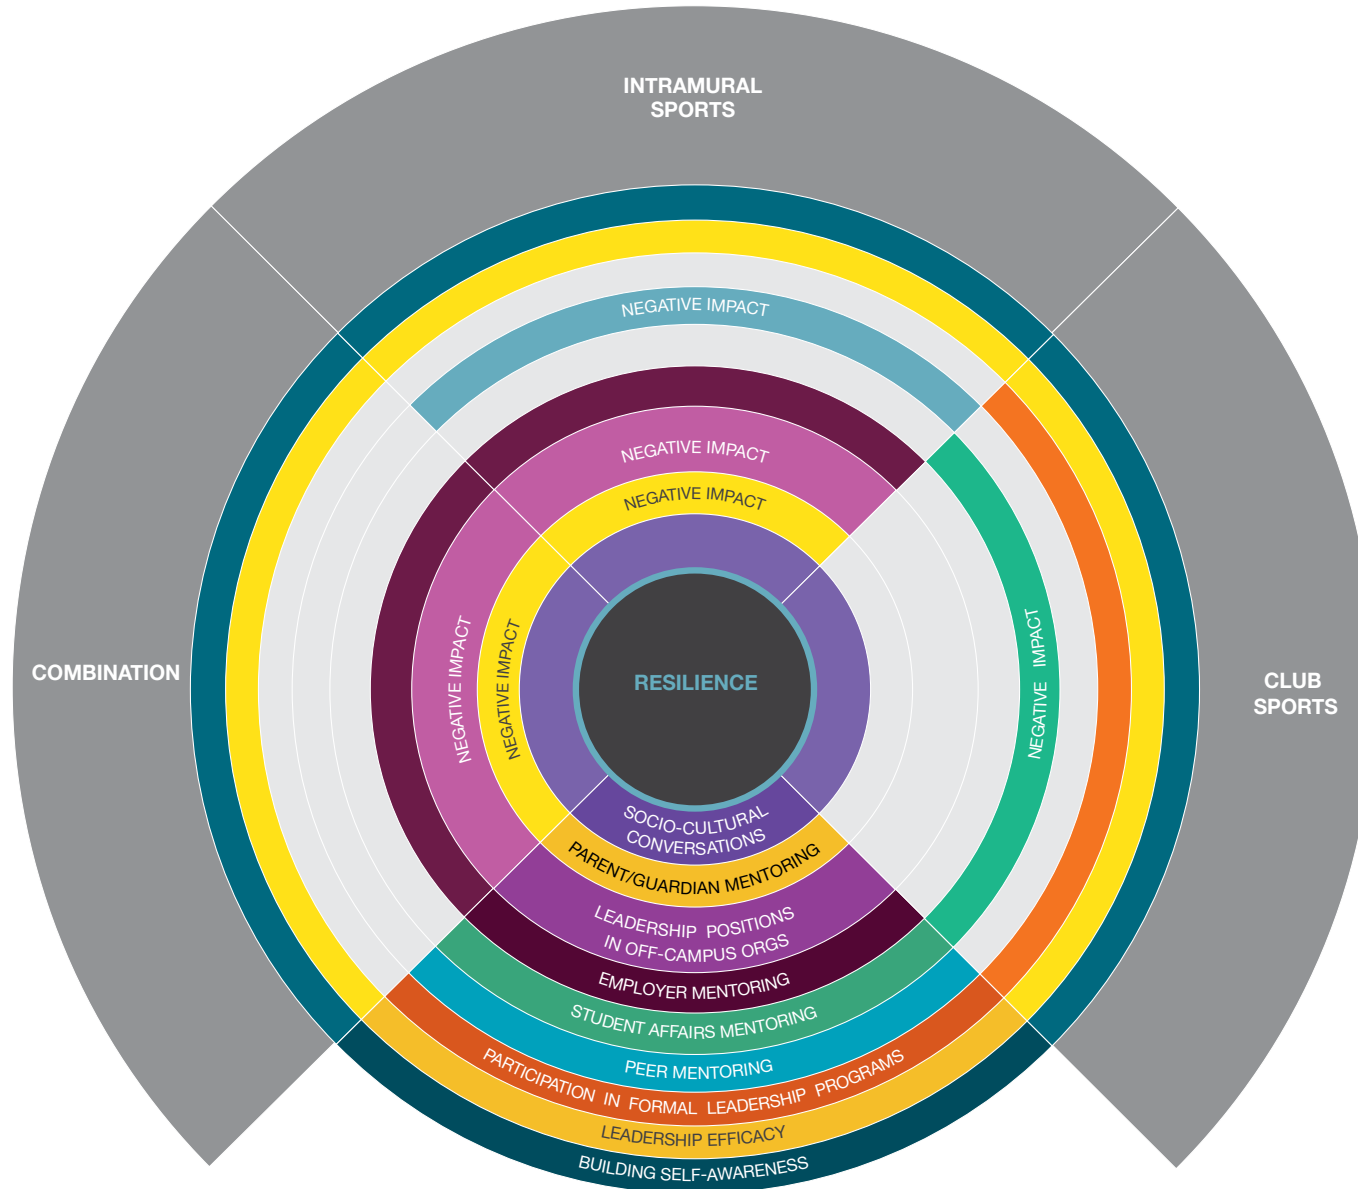 INTRAMURAL
SPORTS
NEGATIVE IMPACT
NEGATIVE IMPACT
NEGATIVE IMPACT
COMBINATION
NEGATIVE IMPACT
NEGATIVE IMPACT
RESILIENCE
NEGATIVE IMPACT
CLUB
SPORTS
SOCIO-CULTURAL
CONVERSATIONS
PARENT/GUARDIAN MENTORING
LEADERSHIP POSITIONS
IN OFF-CAMPUS ORGS
EMPLOYER MENTORING
STUDENT AFFAIRS MENTORING
PEER MENTORING
PARTICIPATION IN FORMAL LEADERSHIP PROGRAMS
LEADERSHIP EFFICACY
BUILDING SELF-AWARENESS